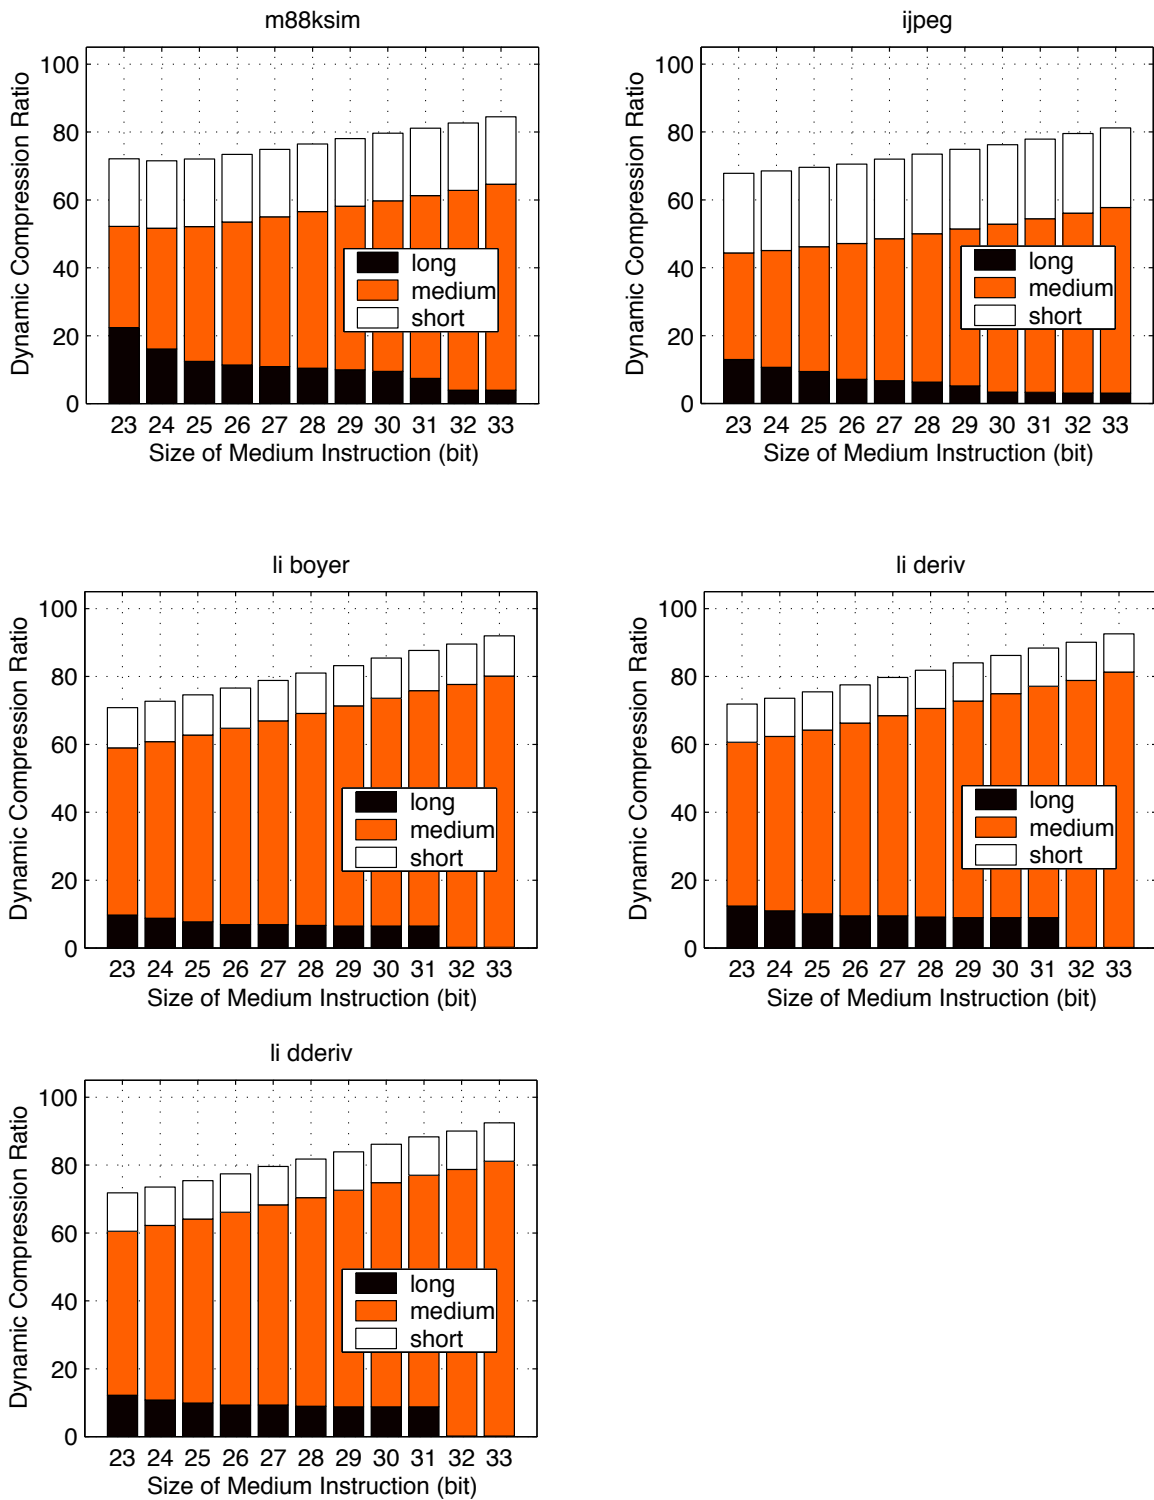 m88ksim
100
80
60
40
20
0
Dynamic Compression Ratio
long
medium
short
23 24 25 26 27 28 29 30 31 32 33
Size of Medium Instruction (bit)
ijpeg
100
80
60
40
20
0
Dynamic Compression Ratio
long
medium
short
23 24 25 26 27 28 29 30 31 32 33
Size of Medium Instruction (bit)
li boyer
100
80
60
40
20
0
Dynamic Compression Ratio
long
medium
short
23 24 25 26 27 28 29 30 31 32 33
Size of Medium Instruction (bit)
li deriv
100
80
60
40
20
0
Dynamic Compression Ratio
long
medium
short
23 24 25 26 27 28 29 30 31 32 33
Size of Medium Instruction (bit)
li dderiv
100
80
60
40
20
0
Dynamic Compression Ratio
long
medium
short
23 24 25 26 27 28 29 30 31 32 33
Size of Medium Instruction (bit)